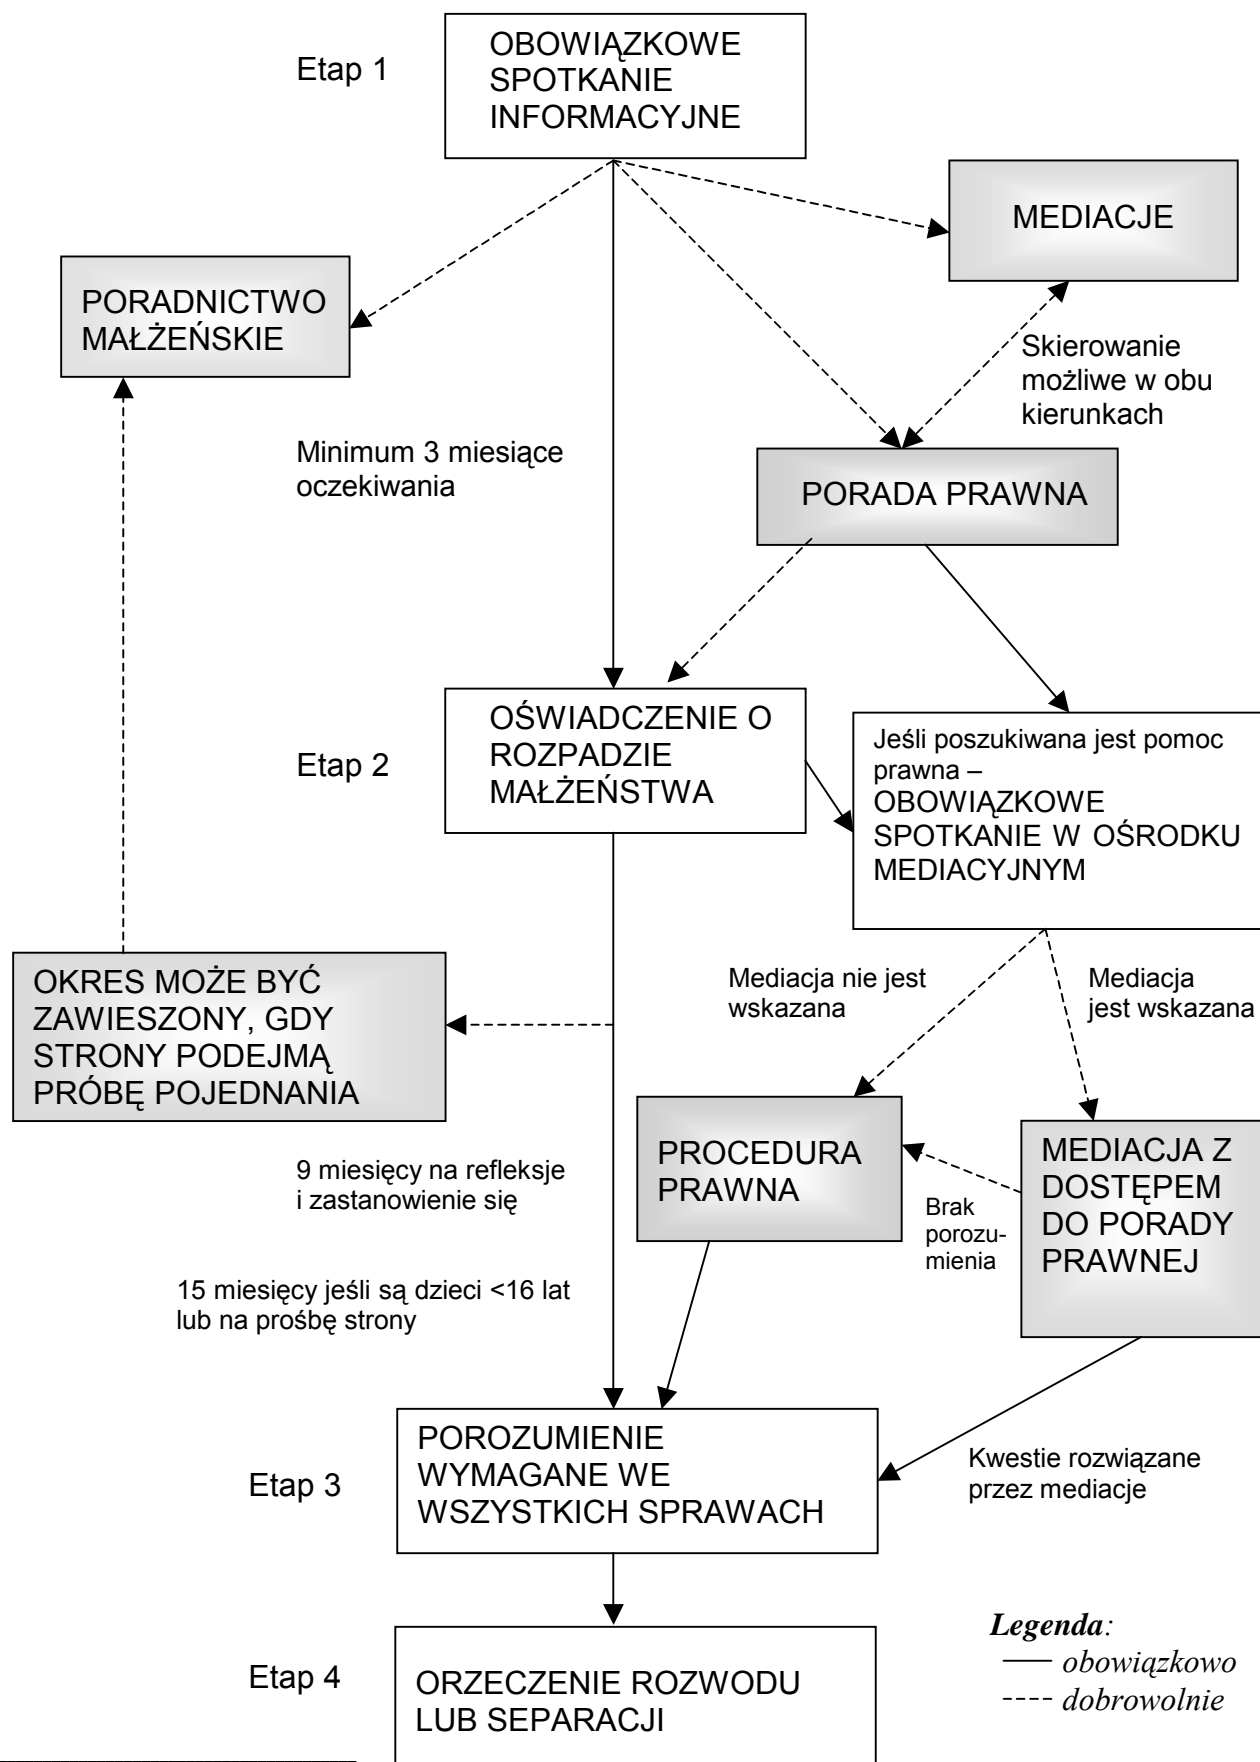 Etap 1
OBOWIĄZKOWE
SPOTKANIE
INFORMACYJNE
MEDIACJE
PORADNICTWO
MAŁŻEŃSKIE
Skierowanie
możliwe w obu
kierunkach
Minimum 3 miesiące
oczekiwania
PORADA PRAWNA
Etap 2
OŚWIADCZENIE O
ROZPADZIE
MAŁŻEŃSTWA
Jeśli poszukiwana jest pomoc
prawna –
OBOWIĄZKOWE
SPOTKANIE W OŚRODKU
MEDIACYJNYM
OKRES MOŻE BYĆ
ZAWIESZONY, GDY
STRONY PODEJMĄ
PRÓBĘ POJEDNANIA
Mediacja nie jest
wskazana
Mediacja
jest wskazana
9 miesięcy na refleksje
i zastanowienie się
PROCEDURA
PRAWNA
Brak
porozu-
mienia
MEDIACJA Z
DOSTĘPEM
DO PORADY
PRAWNEJ
15 miesięcy jeśli są dzieci <16 lat
lub na prośbę strony
Etap 3
POROZUMIENIE
WYMAGANE WE
WSZYSTKICH SPRAWACH
Kwestie rozwiązane
przez mediacje
Etap 4
ORZECZENIE ROZWODU
LUB SEPARACJI
Legenda:
obowiązkowo
dobrowolnie